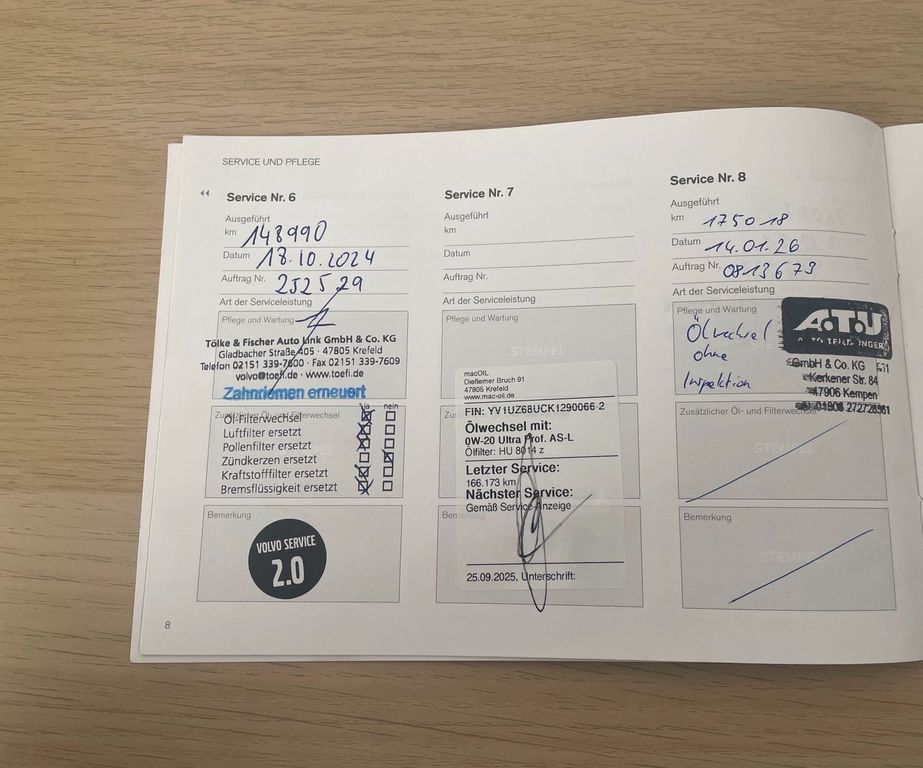 SERVICE UND PFLEGE
Service Nr. 6
Ausgeführt
km 148990
Datum 18.10.2024
Auftrag Nr. 252529
Art der Serviceleistung
Pflege und Wartung
Tölke & Fischer Auto Link GmbH & Co. KG
Gladbacher Straße 405 · 47805 Krefeld
Telefon 02151 339-7600 · Fax 02151 339-7609
volvo@toefi.de · www.toefi.de
Zahnriemen erneuert
Zusätzlicher Öl- und Filterwechsel
ja nein
Öl-Filterwechsel
Luftfilter ersetzt
Pollenfilter ersetzt
Zündkerzen ersetzt
Kraftstofffilter ersetzt
Bremsflüssigkeit ersetzt
Bemerkung
VOLVO SERVICE
2.0
8
Service Nr. 7
Ausgeführt
km
Datum
Auftrag Nr.
Art der Serviceleistung
Pflege und Wartung
STEMPEL
macOIL
Dießemer Bruch 91
47805 Krefeld
www.mac-oil.de
FIN: YV1UZ68UCK1290066 2
Ölwechsel mit:
0W-20 Ultra Prof. AS-L
Ölfilter: HU 8014 z
Letzter Service:
166.173 km
Nächster Service:
Gemäß Service-Anzeige
25.09.2025, Unterschrift:
Service Nr. 8
Ausgeführt
km 175018
Datum 14.01.26
Auftrag Nr. 0813673
Art der Serviceleistung
Pflege und Wartung
Ölwechsel
ohne
Inspektion
A.T.U
AUTO TEILE UNGER
GmbH & Co. KG
Kerkener Str. 84
47906 Kempen
Zusätzlicher Öl- und Filterwechsel
STEMPEL
Bemerkung
STEMPEL